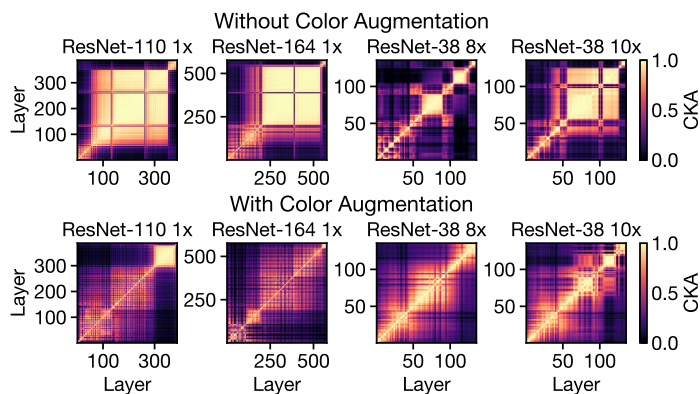 Without Color Augmentation
ResNet-110 1x ResNet-164 1x ResNet-38 8x ResNet-38 10x
Layer
300
200
100
100 300
500
250
250 500
100
50
50 100
100
50
50 100
1.0
0.5
0.0
CKA
With Color Augmentation
ResNet-110 1x ResNet-164 1x ResNet-38 8x ResNet-38 10x
Layer
300
200
100
100 300
Layer
500
250
250 500
Layer
100
50
50 100
Layer
100
50
50 100
Layer
1.0
0.5
0.0
CKA